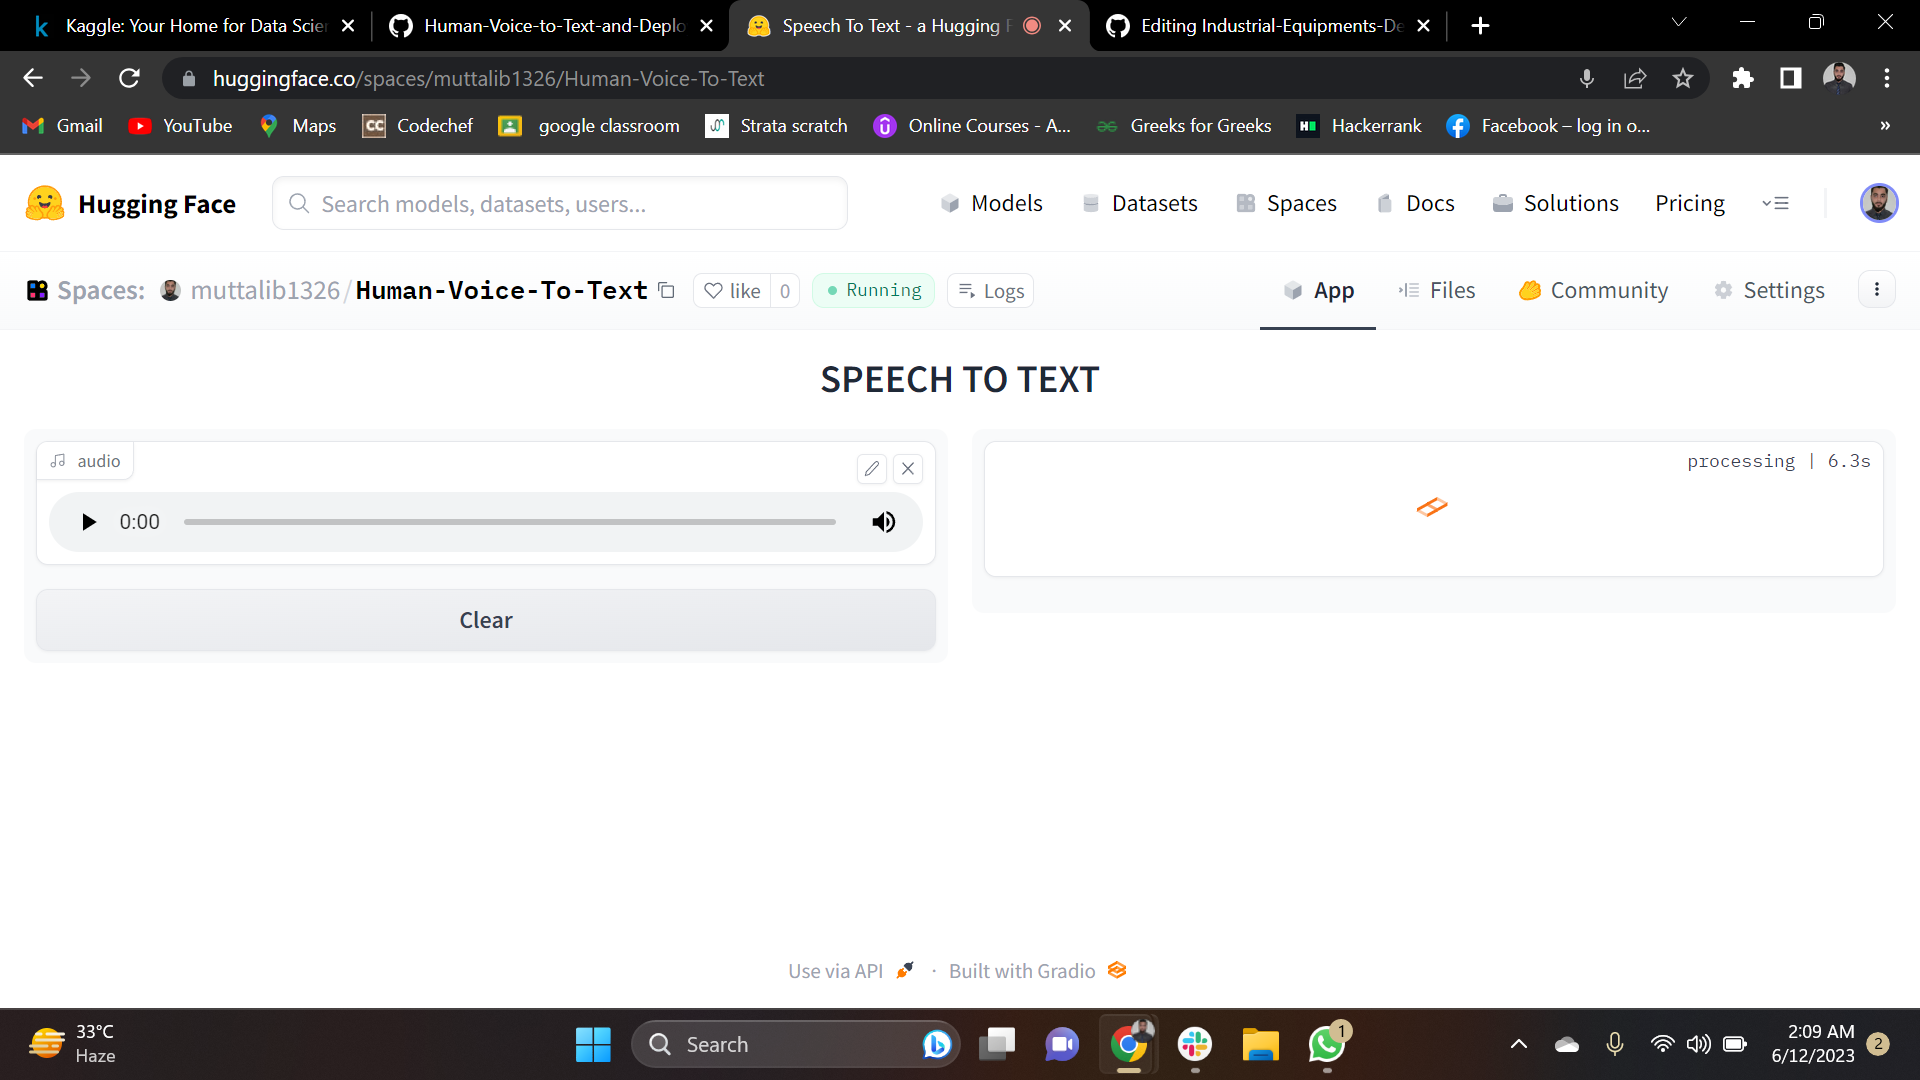 Kaggle: Your Home for Data Scien
Human-Voice-to-Text-and-Deplo
Speech To Text - a Hugging F
Editing Industrial-Equipments-De
huggingface.co/spaces/muttalib1326/Human-Voice-To-Text
Gmail YouTube Maps CC Codechef google classroom Strata scratch Online Courses - A... Greeks for Greeks Hackerrank Facebook – log in o... »
Hugging Face Search models, datasets, users... Models Datasets Spaces Docs Solutions Pricing
Spaces: muttalib1326/Human-Voice-To-Text like 0 Running Logs App Files Community Settings
SPEECH TO TEXT
audio
processing | 6.3s
0:00
Clear
Use via API · Built with Gradio
33°C
Haze
Search
1
2:09 AM
6/12/2023
2